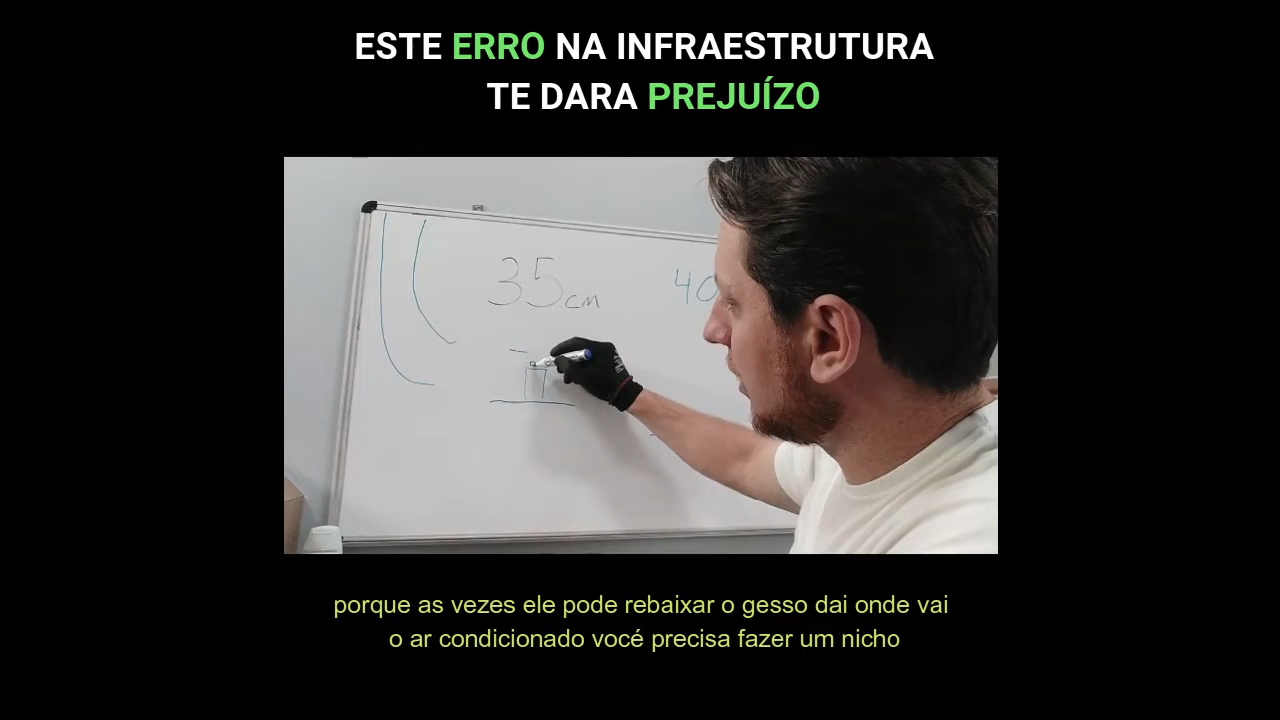 ESTE ERRO NA INFRAESTRUTURA
TE DARA PREJUÍZO
35cm
40
porque as vezes ele pode rebaixar o gesso dai onde vai
o ar condicionado vocé precisa fazer um nicho